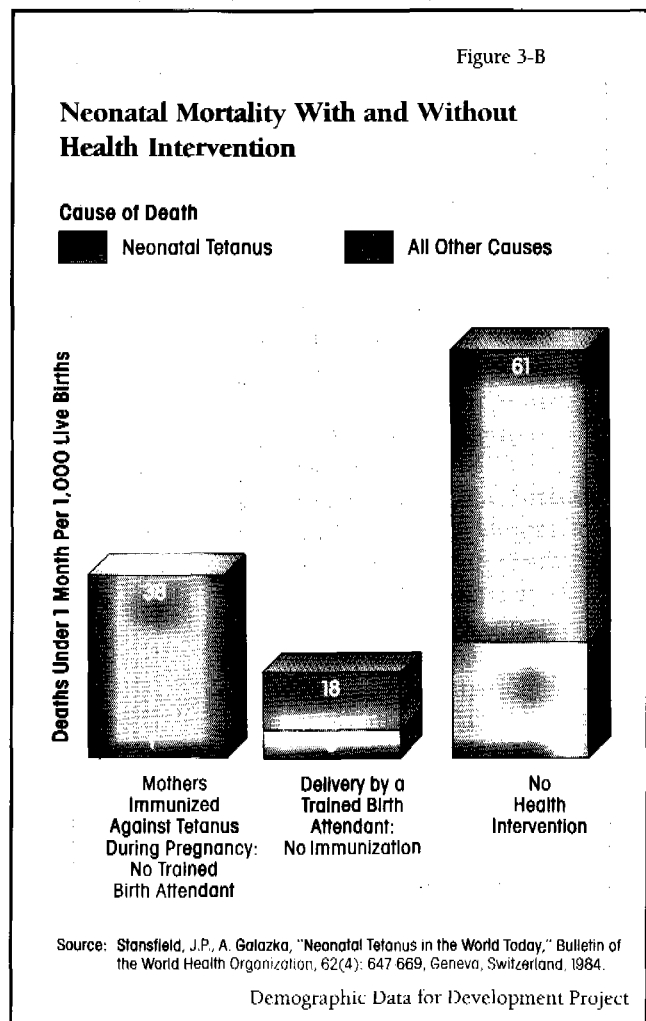 Figure 3-B
Neonatal Mortality With and Without
Health Intervention
Cause of Death
Neonatal Tetanus
All Other Causes
Deaths Under 1 Month Per 1,000 Live Births
61
18
Mothers
Immunized
Against Tetanus
During Pregnancy:
No Trained
Birth Attendant
Delivery by a
Trained Birth
Attendant:
No Immunization
No
Health
Intervention
Source: Stansfield, J.P., A. Galazka, "Neonatal Tetanus in the World Today," Bulletin of
the World Health Organization, 62(4): 647-669, Geneva, Switzerland, 1984.
Demographic Data for Development Project